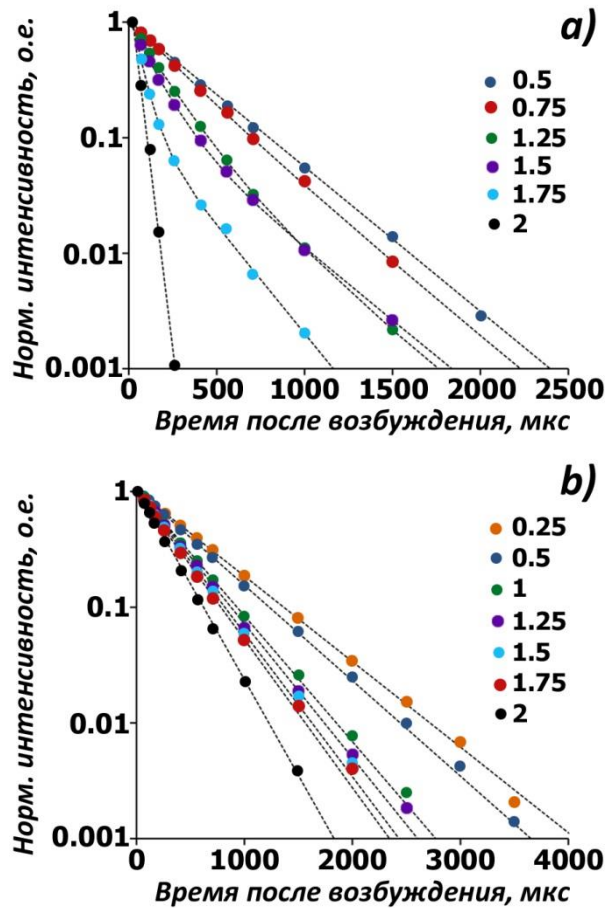 a)
Норм. интенсивность, о.е.
1
0.1
0.01
0.001
0.5
0.75
1.25
1.5
1.75
2
0 500 1000 1500 2000 2500
Время после возбуждения, мкс
b)
Норм. интенсивность, о.е.
1
0.1
0.01
0.001
0.25
0.5
1
1.25
1.5
1.75
2
0 1000 2000 3000 4000
Время после возбуждения, мкс